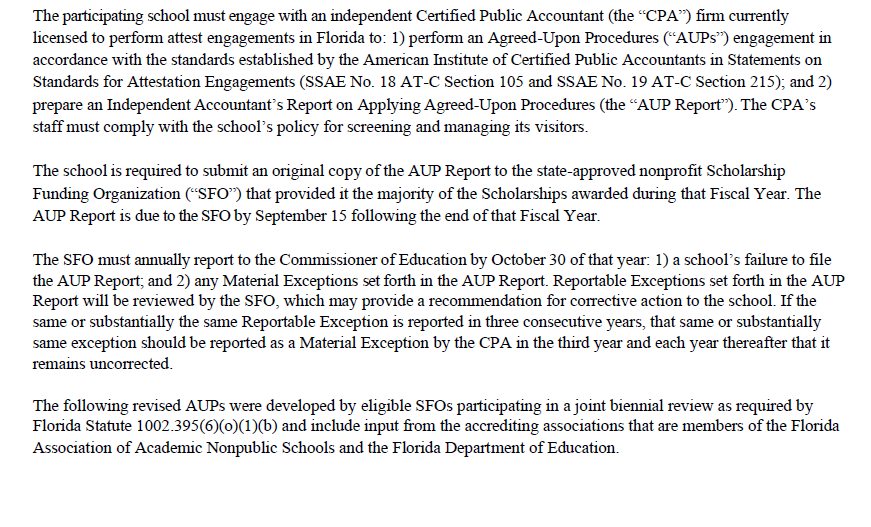 The participating school must engage with an independent Certified Public Accountant (the “CPA”) firm currently
licensed to perform attest engagements in Florida to: 1) perform an Agreed-Upon Procedures (“AUPs”) engagement in
accordance with the standards established by the American Institute of Certified Public Accountants in Statements on
Standards for Attestation Engagements (SSAE No. 18 AT-C Section 105 and SSAE No. 19 AT-C Section 215); and 2)
prepare an Independent Accountant’s Report on Applying Agreed-Upon Procedures (the “AUP Report”). The CPA’s
staff must comply with the school’s policy for screening and managing its visitors.

The school is required to submit an original copy of the AUP Report to the state-approved nonprofit Scholarship
Funding Organization (“SFO”) that provided it the majority of the Scholarships awarded during that Fiscal Year. The
AUP Report is due to the SFO by September 15 following the end of that Fiscal Year.

The SFO must annually report to the Commissioner of Education by October 30 of that year: 1) a school’s failure to file
the AUP Report; and 2) any Material Exceptions set forth in the AUP Report. Reportable Exceptions set forth in the AUP
Report will be reviewed by the SFO, which may provide a recommendation for corrective action to the school. If the
same or substantially the same Reportable Exception is reported in three consecutive years, that same or substantially
same exception should be reported as a Material Exception by the CPA in the third year and each year thereafter that it
remains uncorrected.

The following revised AUPs were developed by eligible SFOs participating in a joint biennial review as required by
Florida Statute 1002.395(6)(o)(1)(b) and include input from the accrediting associations that are members of the Florida
Association of Academic Nonpublic Schools and the Florida Department of Education.